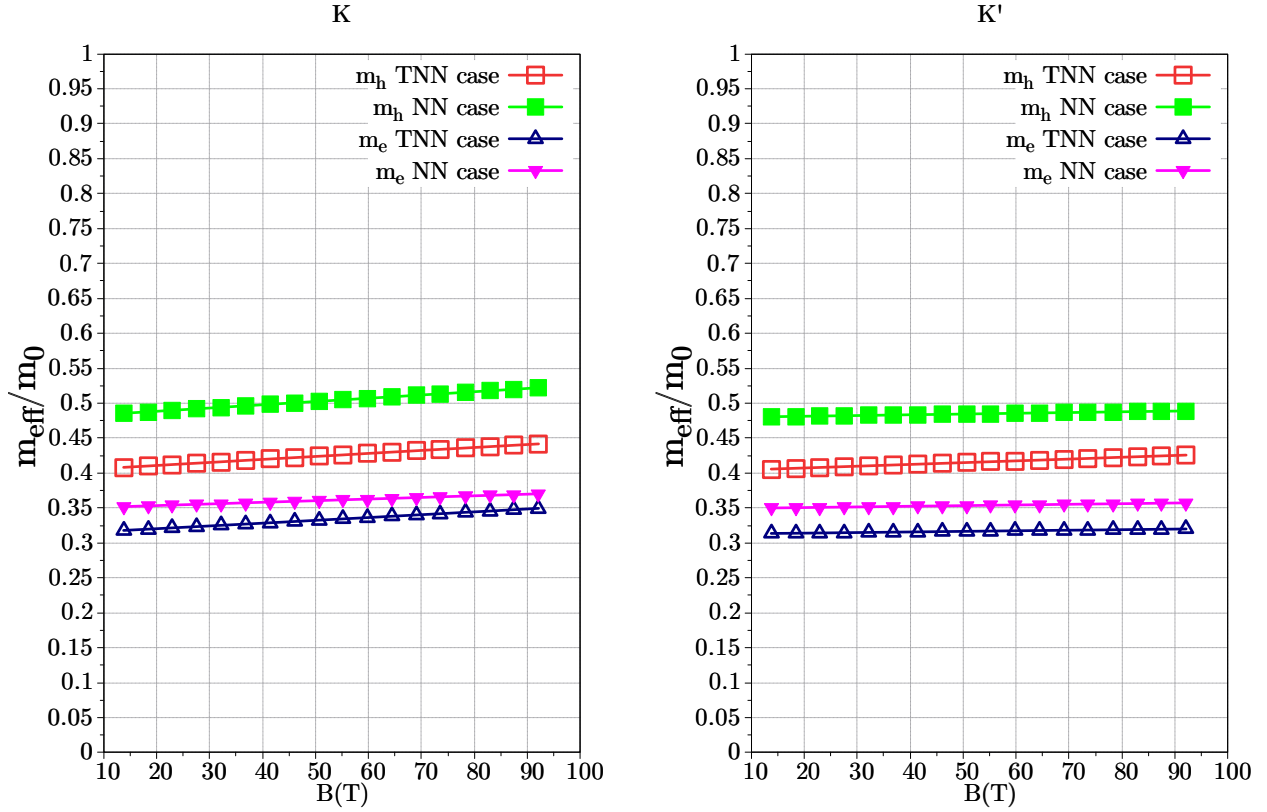 K
m_eff/m_0
1
0.95
0.9
0.85
0.8
0.75
0.7
0.65
0.6
0.55
0.5
0.45
0.4
0.35
0.3
0.25
0.2
0.15
0.1
0.05
0
m_h TNN case
m_h NN case
m_e TNN case
m_e NN case
10 20 30 40 50 60 70 80 90 100
B(T)
K'
m_eff/m_0
1
0.95
0.9
0.85
0.8
0.75
0.7
0.65
0.6
0.55
0.5
0.45
0.4
0.35
0.3
0.25
0.2
0.15
0.1
0.05
0
m_h TNN case
m_h NN case
m_e TNN case
m_e NN case
10 20 30 40 50 60 70 80 90 100
B(T)